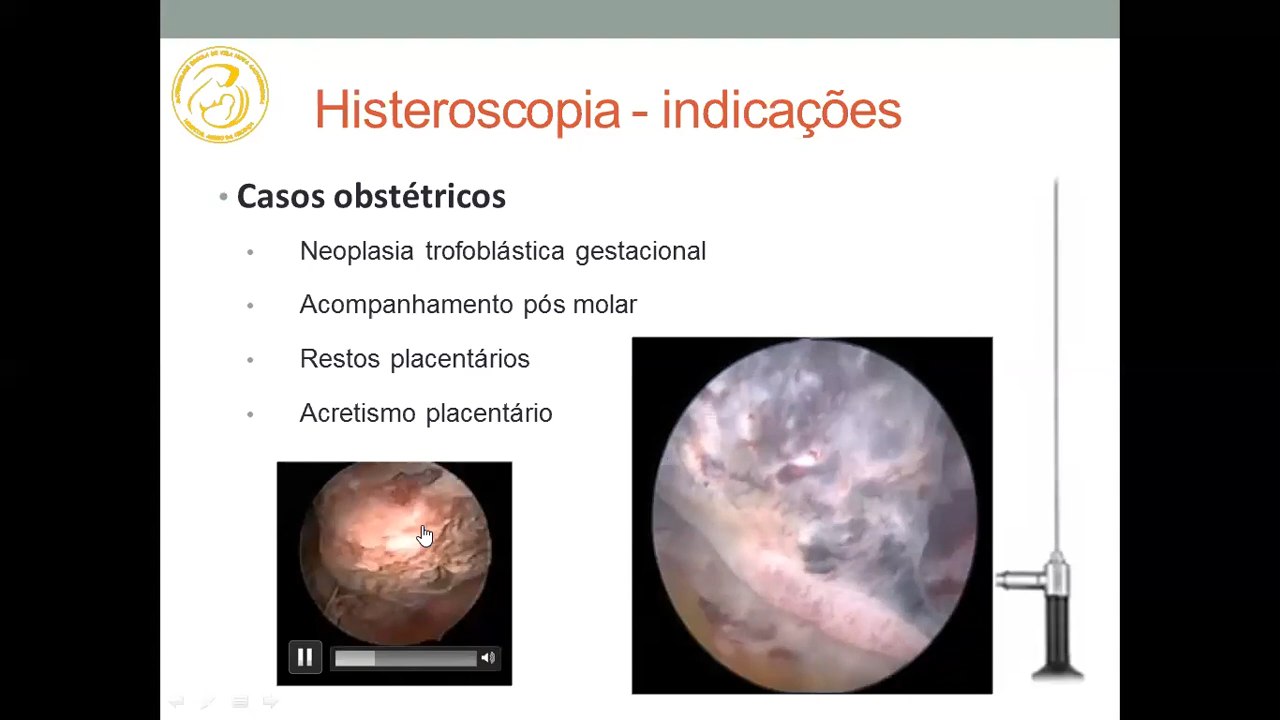 Histeroscopia - indicações
• Casos obstétricos
• Neoplasia trofoblástica gestacional
• Acompanhamento pós molar
• Restos placentários
• Acretismo placentário